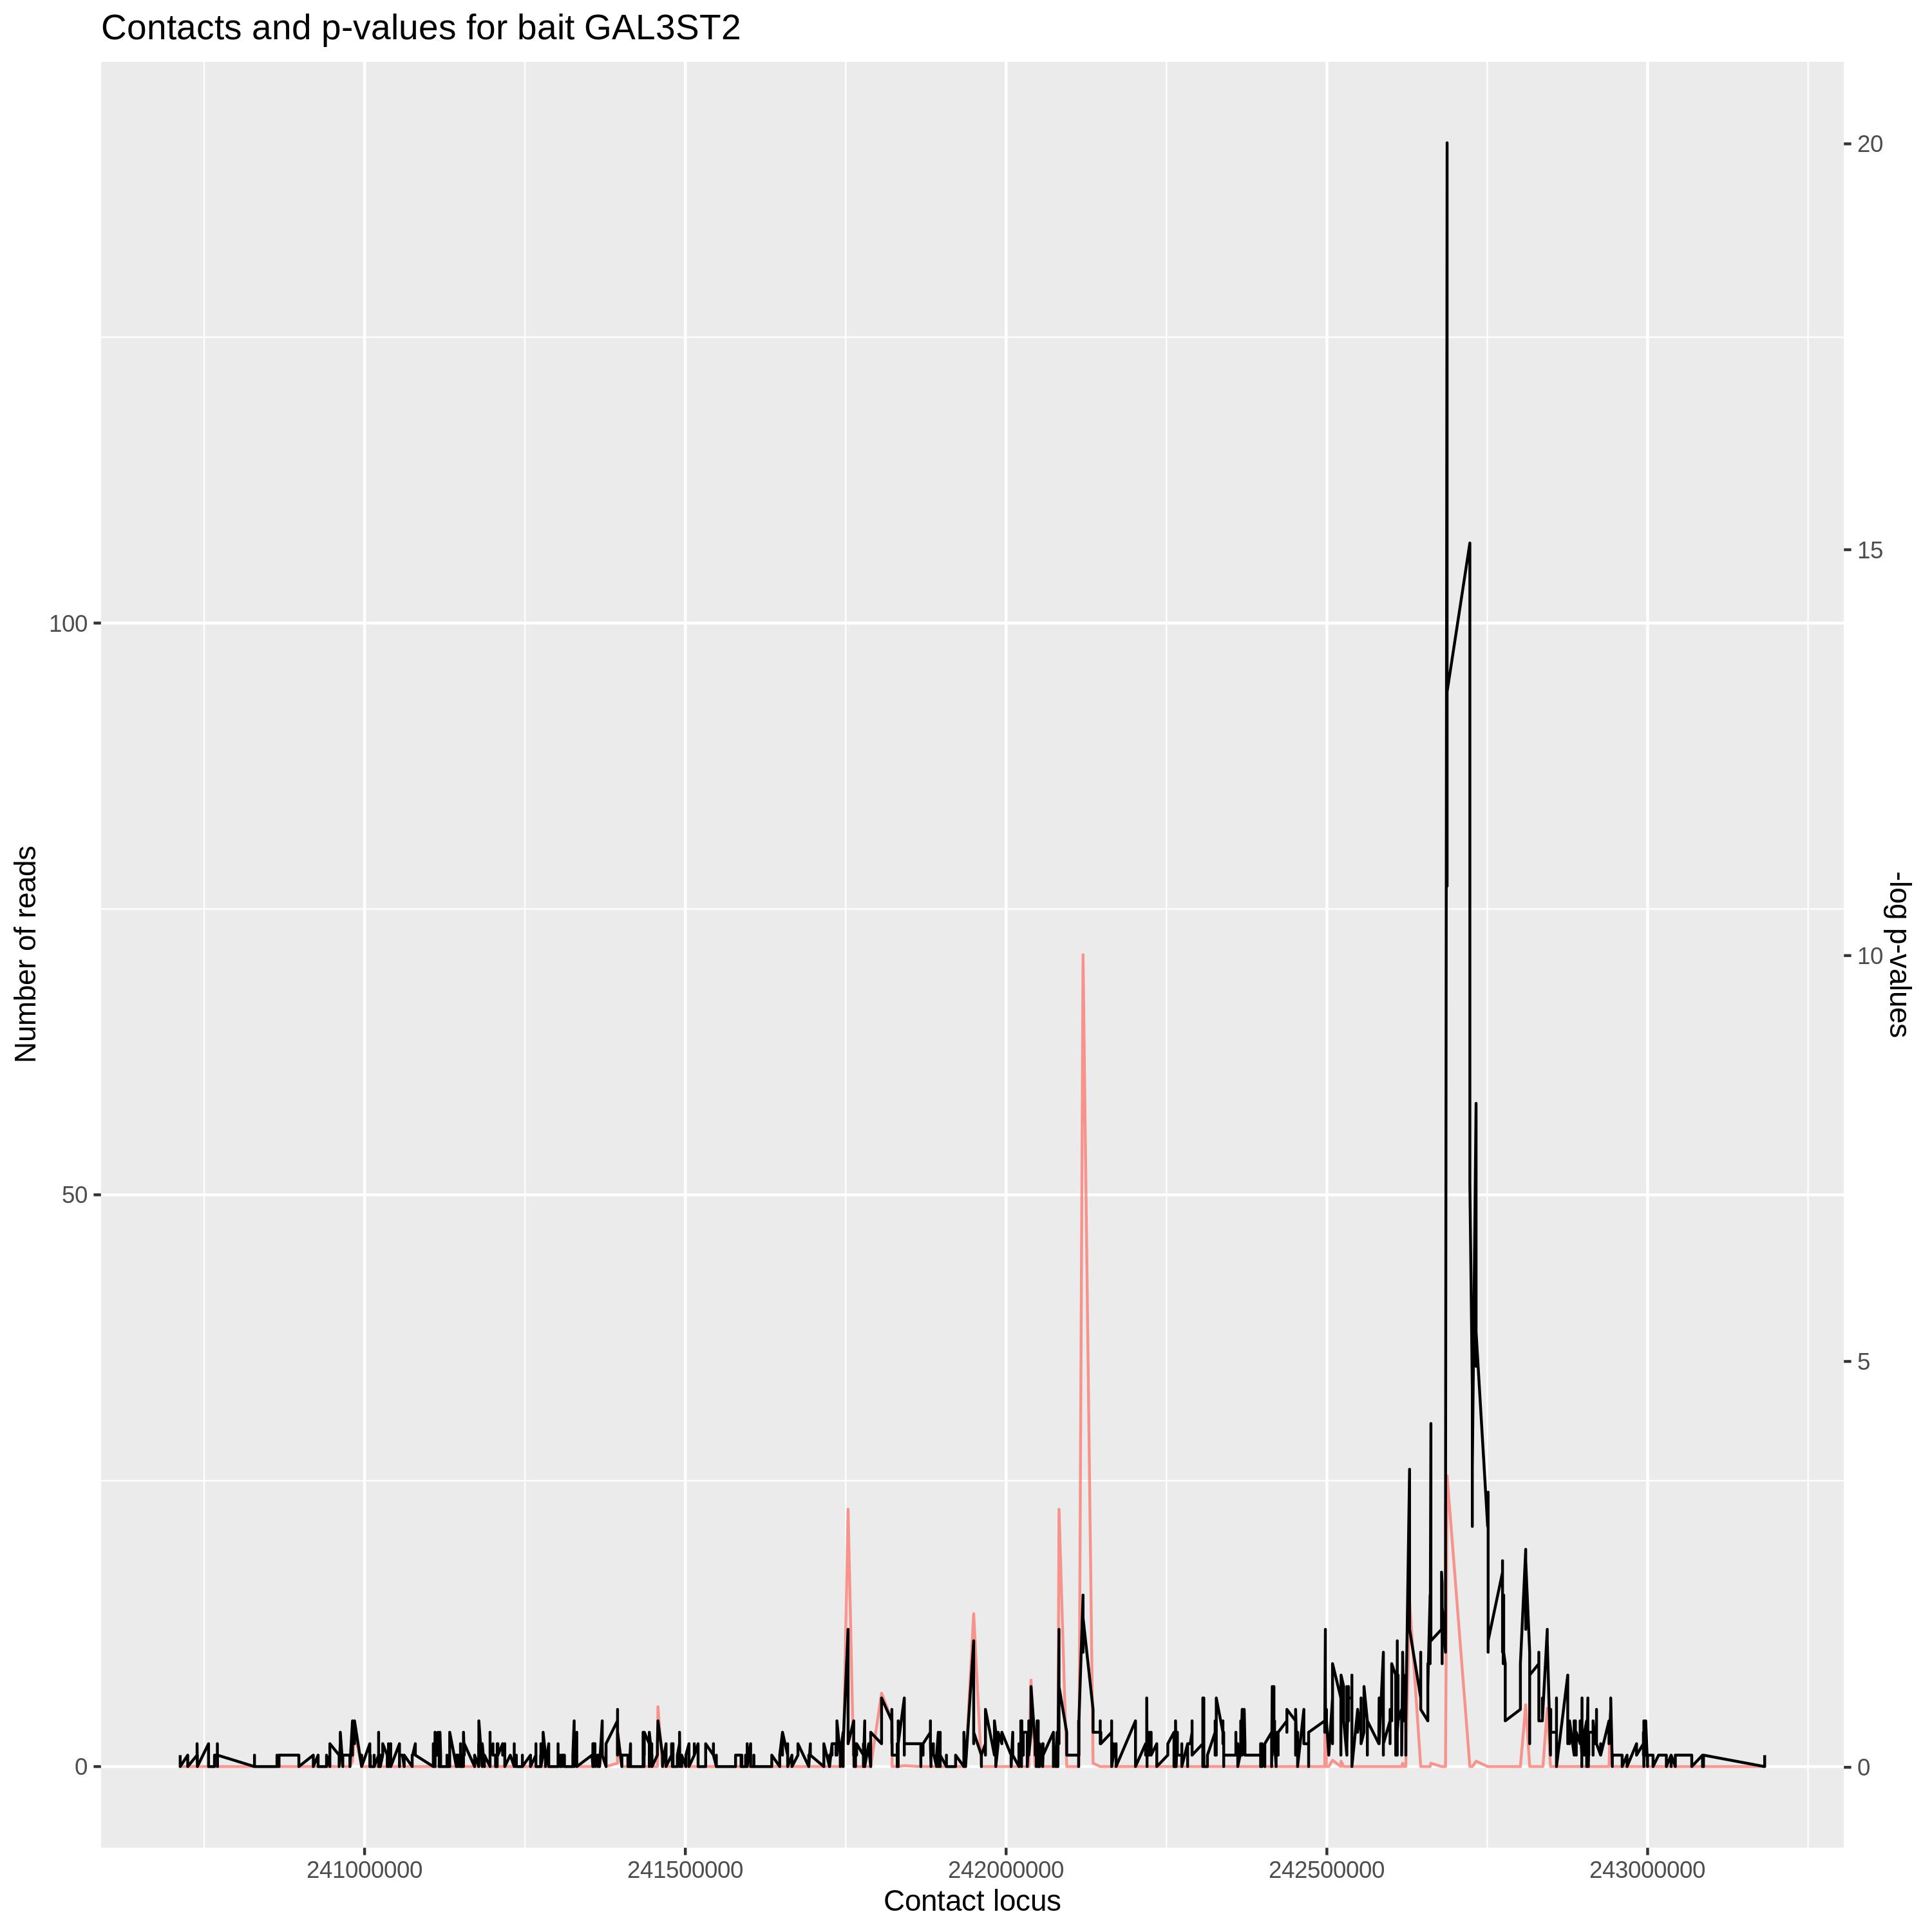 Contacts and p-values for bait GAL3ST2
20
15
100
10
50
5
0
0
Number of reads
-log p-values
241000000 241500000 242000000 242500000 243000000
Contact locus